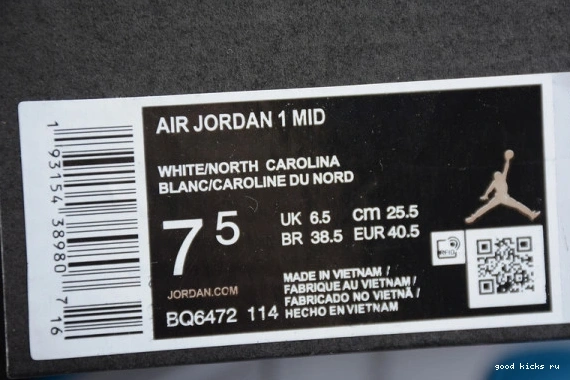 AIR JORDAN 1 MID
WHITE/NORTH CAROLINA
BLANC/CAROLINE DU NORD
7 5
UK 6.5 cm 25.5
BR 38.5 EUR 40.5
JORDAN.COM
BQ6472 114
MADE IN VIETNAM /
FABRIQUE AU VIETNAM /
FABRICADO NO VIETNÃ /
HECHO EN VIETNAM
1 93154 38980 7 16
good kicks ru